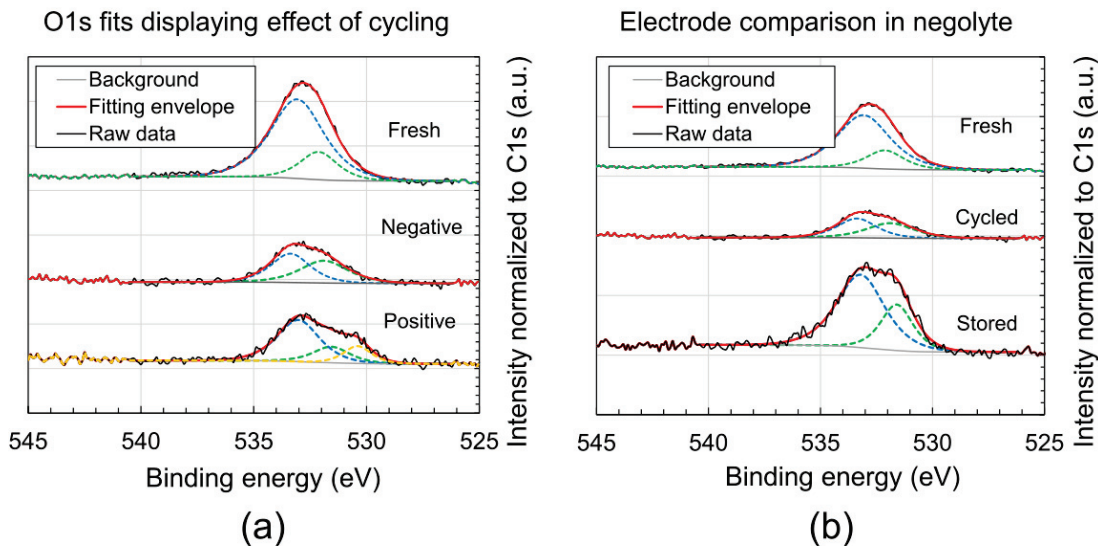 O1s fits displaying effect of cycling
Background
Fitting envelope
Raw data
Fresh
Negative
Positive
545 540 535 530 525
Binding energy (eV)
Intensity normalized to C1s (a.u.)
(a)
Electrode comparison in negolyte
Background
Fitting envelope
Raw data
Fresh
Cycled
Stored
545 540 535 530 525
Binding energy (eV)
Intensity normalized to C1s (a.u.)
(b)